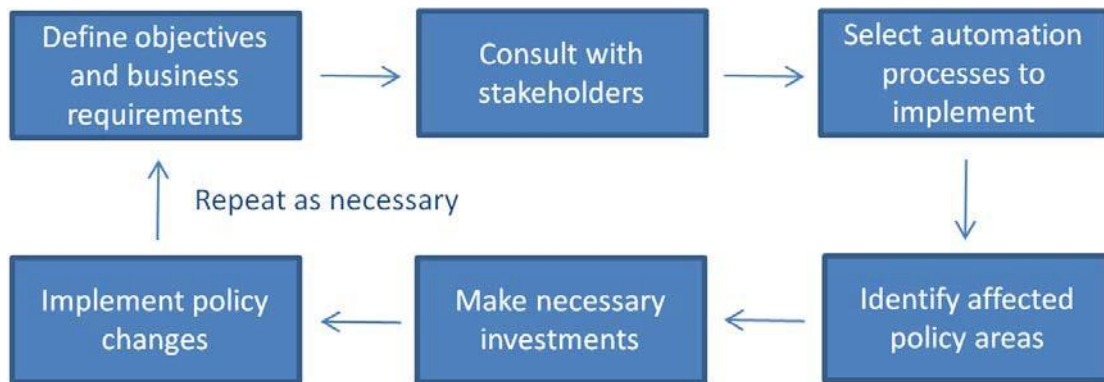 Define objectives
and business
requirements
Consult with
stakeholders
Select automation
processes to
implement
Repeat as necessary
Implement policy
changes
Make necessary
investments
Identify affected
policy areas